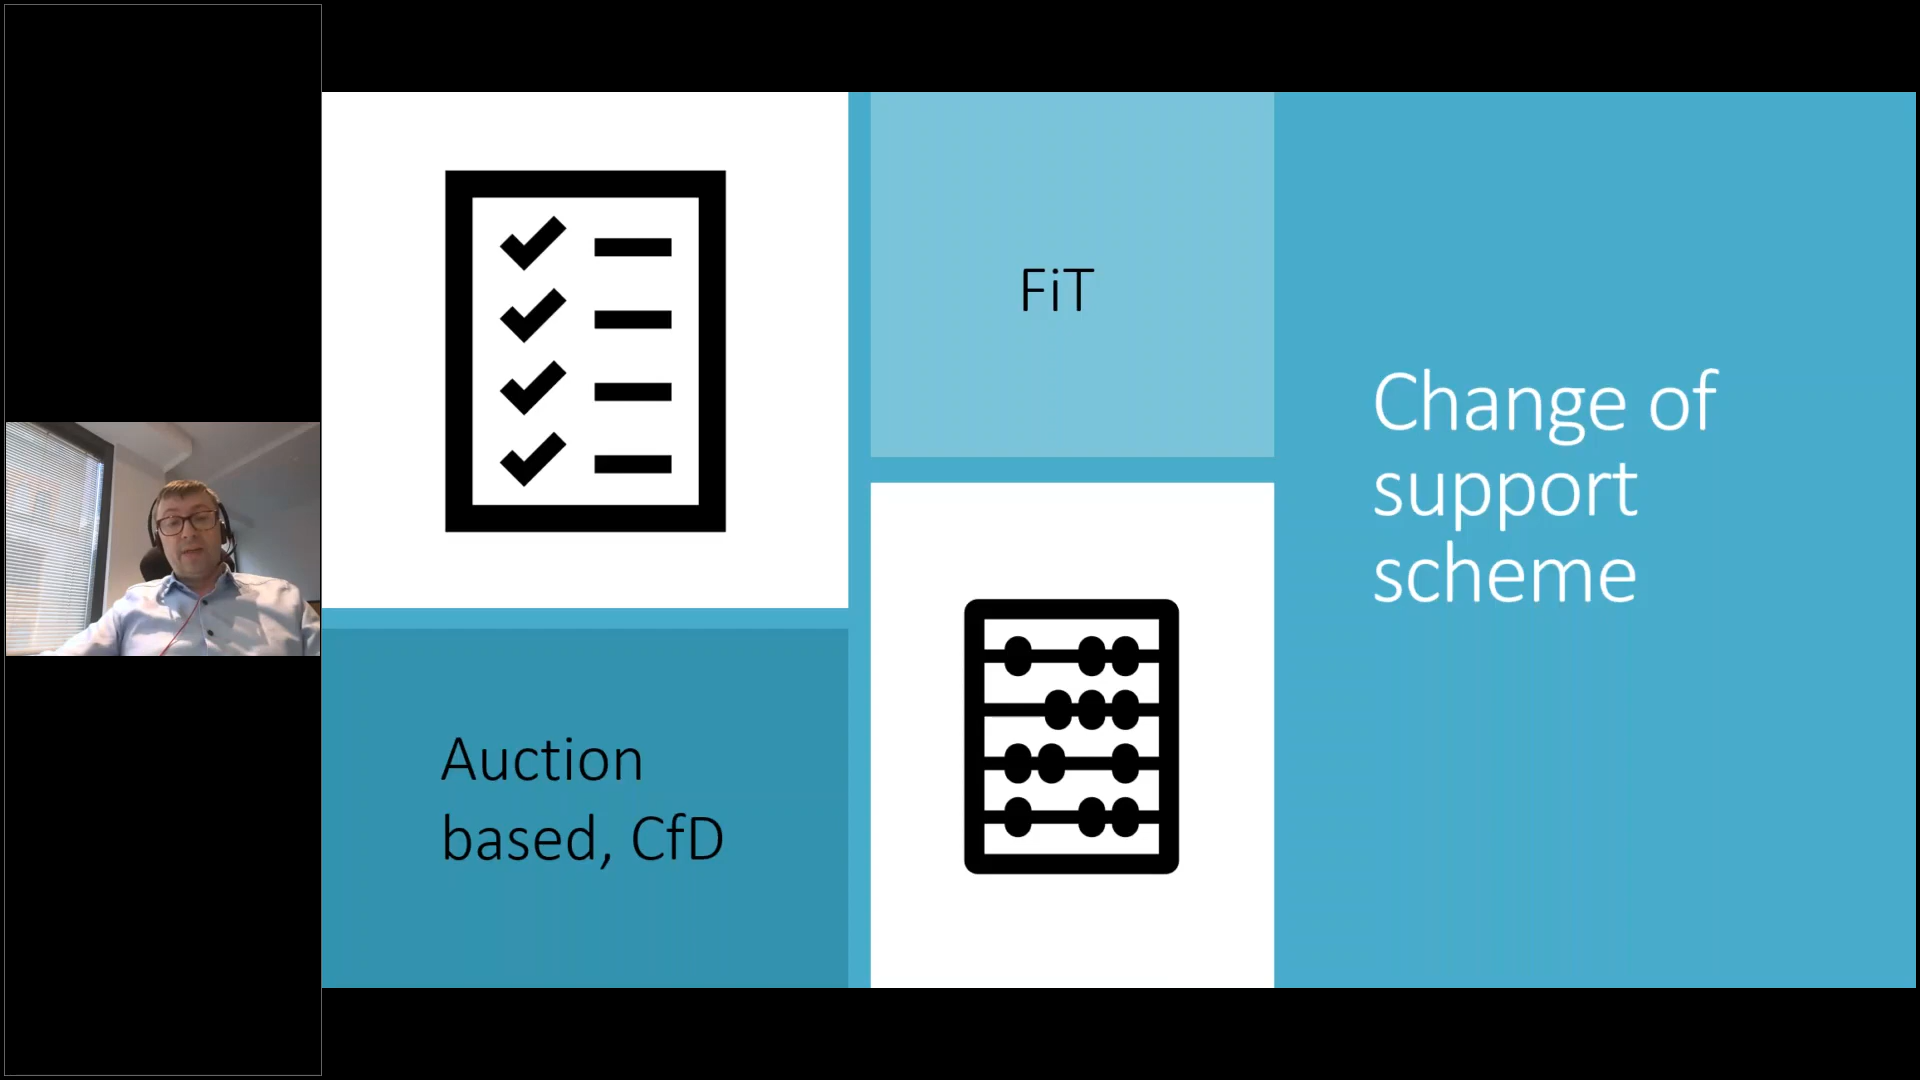 FiT
Change of
support
scheme
Auction
based, CfD